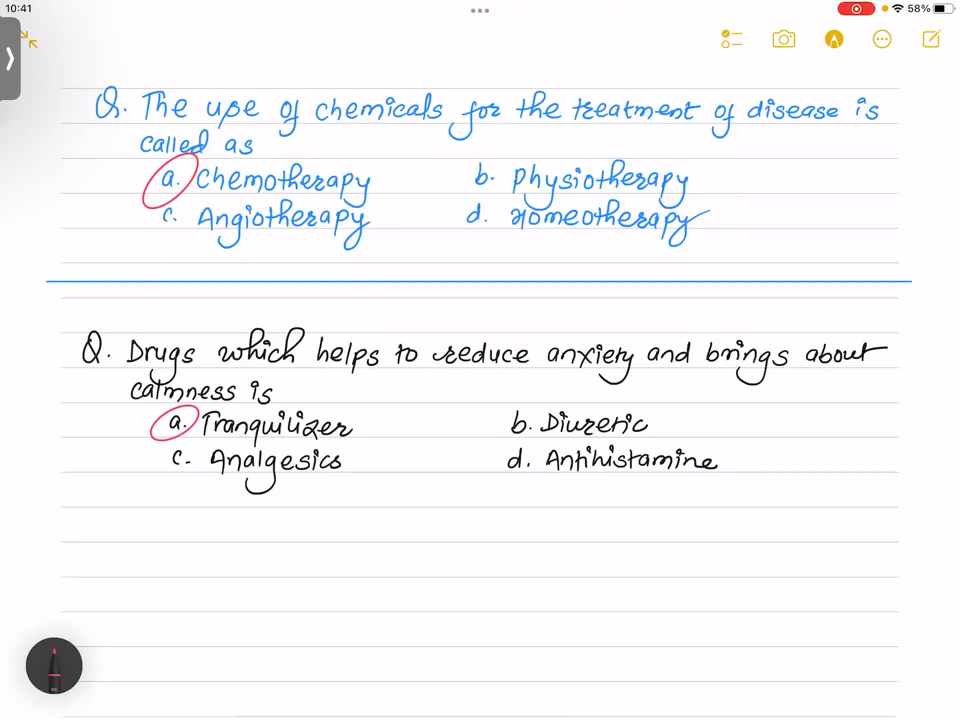 10:41
58%
Q. The use of chemicals for the treatment of disease is
called as
a. Chemotherapy b. Physiotherapy
c. Angiotherapy d. Homeotherapy
Q. Drugs which helps to reduce anxiety and brings about
calmness is
a. Tranquilizer b. Diuretic
c. Analgesics d. Antihistamine